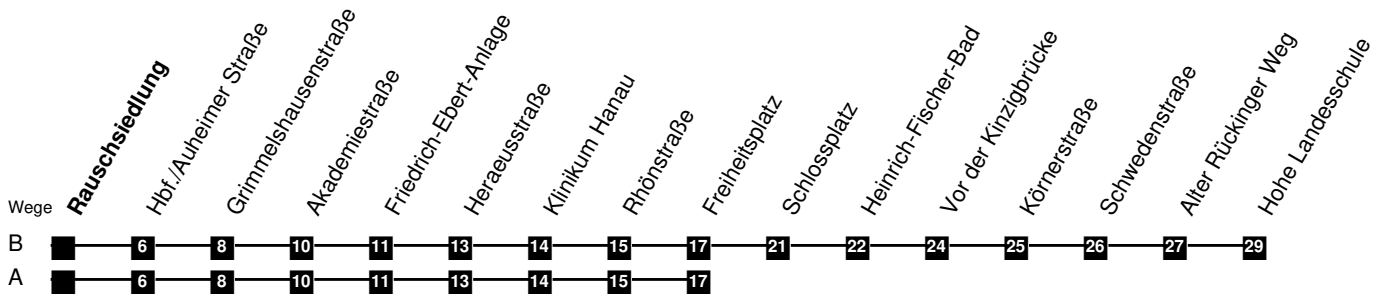 Rauschsiedlung
Hbf./Auheimer Straße
Grimmelshausenstraße
Akademiestraße
Friedrich-Ebert-Anlage
Heraeusstraße
Klinikum Hanau
Rhönstraße
Freiheitsplatz
Schlossplatz
Heinrich-Fischer-Bad
Vor der Kinzigbrücke
Körnerstraße
Schwedenstraße
Alter Rückinger Weg
Hohe Landesschule
Wege
B 6 8 10 11 13 14 15 17 21 22 24 25 26 27 29
A 6 8 10 11 13 14 15 17